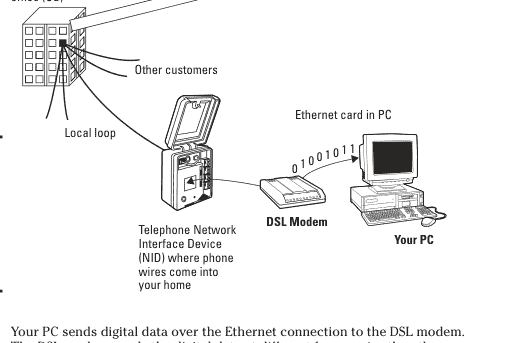 Other customers
Ethernet card in PC
Local loop
01001011
DSL Modem
Your PC
Telephone Network
Interface Device
(NID) where phone
wires come into
your home
Your PC sends digital data over the Ethernet connection to the DSL modem.